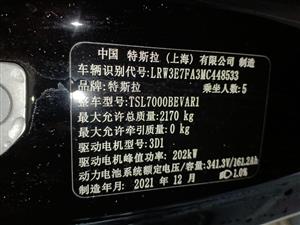 中国 特斯拉 (上海) 有限公司 制造
车辆识别代号: LRW3E7FA3MC448533
品牌: 特斯拉 乘坐人数: 5
整车型号: TSL7000BEVAR1
最大允许总质量: 2170 kg
最大允许牵引质量: 0 kg
驱动电机型号: 3D1
驱动电机峰值功率: 202kW
动力电池系统额定电压/容量: 341.3V/161.2Ah
制造年月: 2021 年 12 月 1.0%